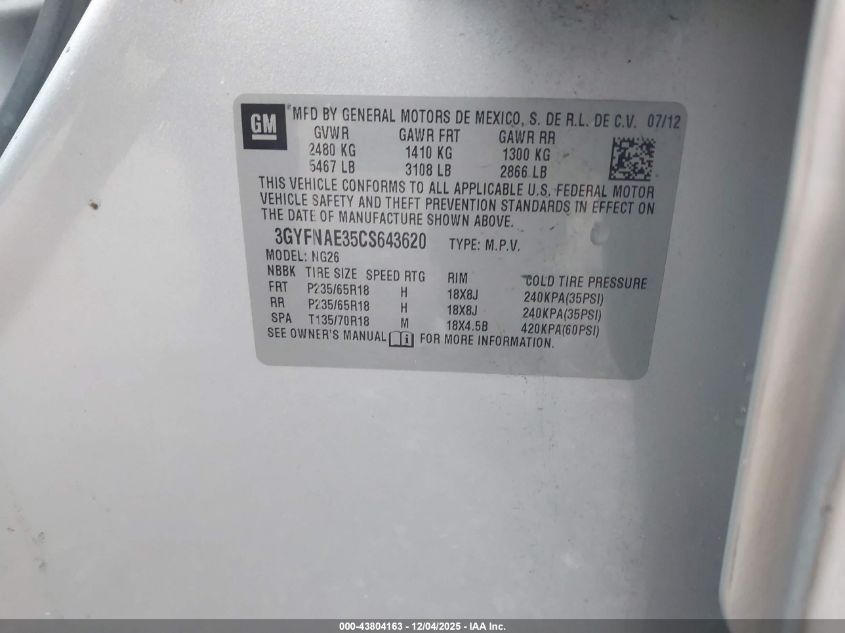 GM
MFD BY GENERAL MOTORS DE MEXICO, S. DE R.L. DE C.V. 07/12
GVWR GAWR FRT GAWR RR
2480 KG 1410 KG 1300 KG
5467 LB 3108 LB 2866 LB
THIS VEHICLE CONFORMS TO ALL APPLICABLE U.S. FEDERAL MOTOR
VEHICLE SAFETY AND THEFT PREVENTION STANDARDS IN EFFECT ON
THE DATE OF MANUFACTURE SHOWN ABOVE.
3GYFNAE35CS643620 TYPE: M.P.V.
MODEL: NG26
NBBK TIRE SIZE SPEED RTG RIM COLD TIRE PRESSURE
FRT P235/65R18 H 18X8J 240KPA(35PSI)
RR P235/65R18 H 18X8J 240KPA(35PSI)
SPA T135/70R18 M 18X4.5B 420KPA(60PSI)
SEE OWNER'S MANUAL i FOR MORE INFORMATION.
000-43804163 - 12/04/2025 - IAA Inc.